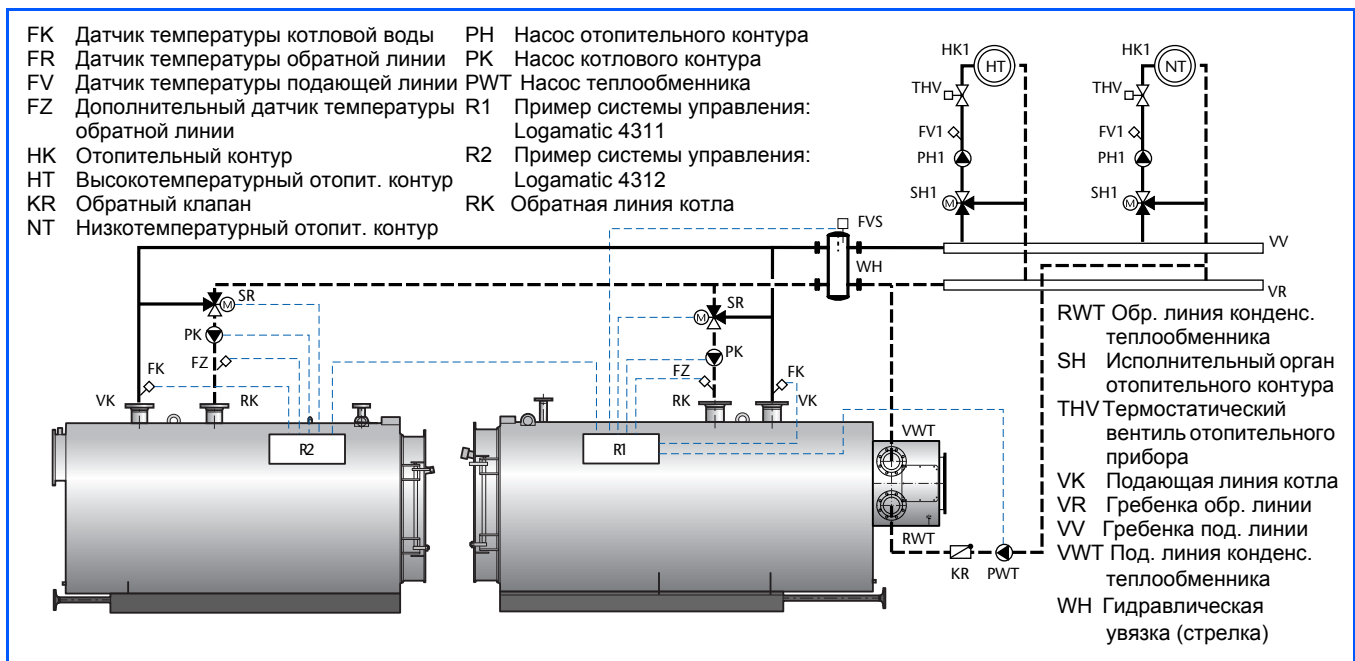 FK Датчик температуры котловой воды
FR Датчик температуры обратной линии
FV Датчик температуры подающей линии
FZ Дополнительный датчик температуры
обратной линии
HK Отопительный контур
HT Высокотемпературный отопит. контур
KR Обратный клапан
NT Низкотемпературный отопит. контур
PH Насос отопительного контура
PK Насос котлового контура
PWT Насос теплообменника
R1 Пример системы управления:
Logamatic 4311
R2 Пример системы управления:
Logamatic 4312
RK Обратная линия котла
HK1
HT
THV
FV1
PH1
SH1
M
HK1
NT
THV
FV1
PH1
SH1
M
FVS
WH
VV
VR
SR
M
PK
FZ
FK
VK
RK
R2
SR
M
PK
FZ
FK
RK
VK
R1
VWT
RWT
KR
PWT
RWT Обр. линия конденс.
теплообменника
SH Исполнительный орган
отопительного контура
THV Термостатический
вентиль отопительного
прибора
VK Подающая линия котла
VR Гребенка обр. линии
VV Гребенка под. линии
VWT Под. линия конденс.
теплообменника
WH Гидравлическая
увязка (стрелка)